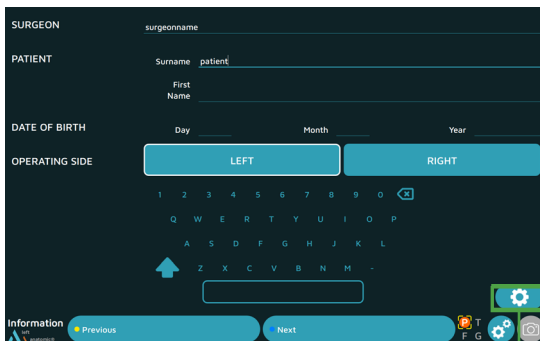 SURGEON surgeonname
PATIENT Surname patient
First
Name
DATE OF BIRTH Day Month Year
OPERATING SIDE LEFT RIGHT
1 2 3 4 5 6 7 8 9 0
Q W E R T Y U I O P
A S D F G H J K L
Z X C V B N M -
Information Previous Next P T
left F G